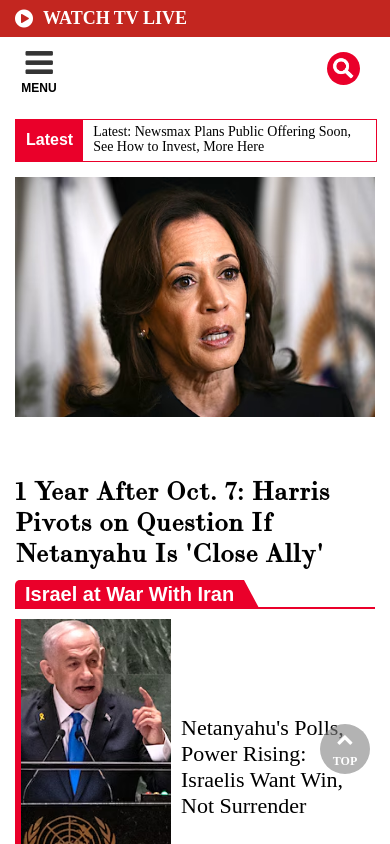 WATCH TV LIVE
MENU
Latest
Latest: Newsmax Plans Public Offering Soon,
See How to Invest, More Here
1 Year After Oct. 7: Harris
Pivots on Question If
Netanyahu Is 'Close Ally'
Israel at War With Iran
Netanyahu's Polls,
Power Rising:
Israelis Want Win,
Not Surrender
TOP